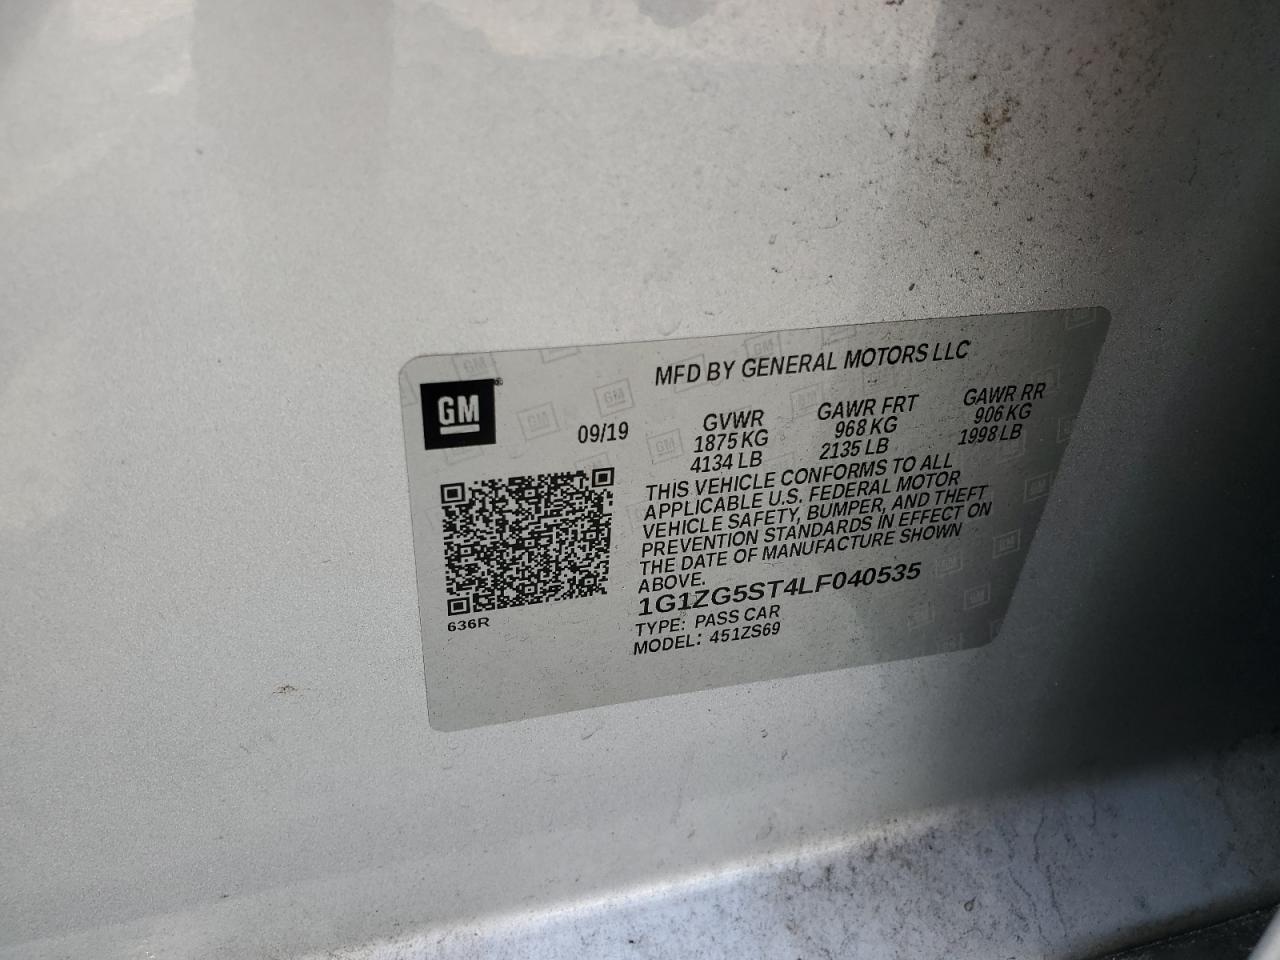 GM
MFD BY GENERAL MOTORS LLC
09/19
GVWR GAWR FRT GAWR RR
1875 KG 968 KG 906 KG
4134 LB 2135 LB 1998 LB
THIS VEHICLE CONFORMS TO ALL
APPLICABLE U.S. FEDERAL MOTOR
VEHICLE SAFETY, BUMPER, AND THEFT
PREVENTION STANDARDS IN EFFECT ON
THE DATE OF MANUFACTURE SHOWN
ABOVE.
1G1ZG5ST4LF040535
TYPE: PASS CAR
MODEL: 451ZS69
636R